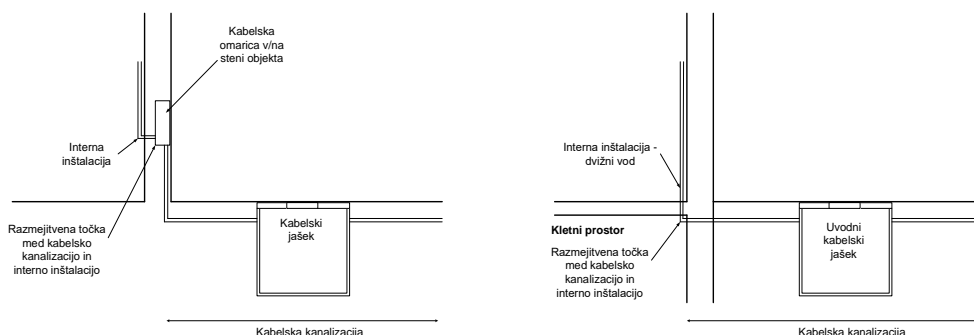 Kabelska
omarica v/na
steni objekta
Interna
inštalacija
Razmejitvena točka
med kabelsko
kanalizacijo in
interno inštalacijo
Kabelski
jašek
Kabelska kanalizacija
Interna inštalacija -
dvižni vod
Kletni prostor
Razmejitvena točka
med kabelsko
kanalizacijo in
interno inštalacijo
Uvodni
kabelski
jašek
Kabelska kanalizacija